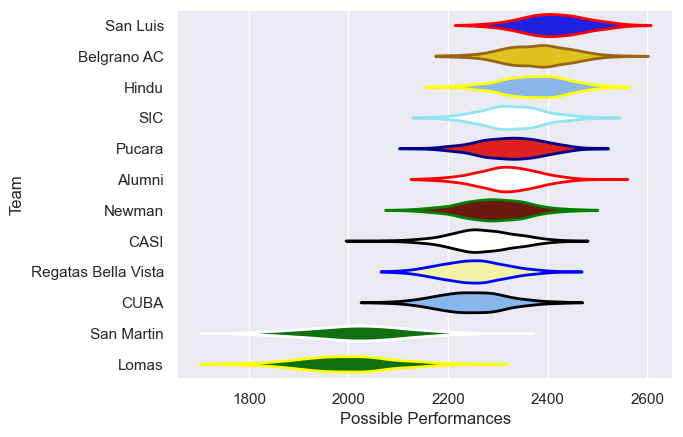 San Luis
Belgrano AC
Hindu
SIC
Pucara
Alumni
Newman
CASI
Regatas Bella Vista
CUBA
San Martin
Lomas
Team
1800 2000 2200 2400 2600
Possible Performances